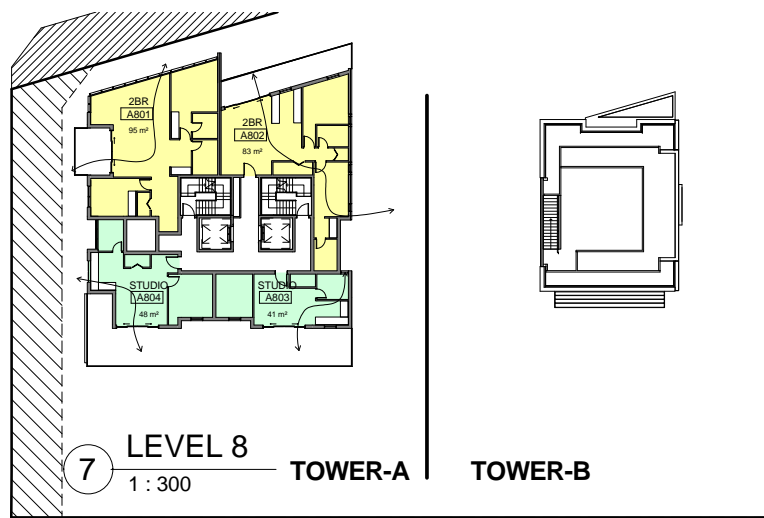 2BR
A801
95 m²
2BR
A802
83 m²
STUDIO
A804
48 m²
STUDIO
A803
41 m²
7
LEVEL 8
1 : 300
TOWER-A
TOWER-B